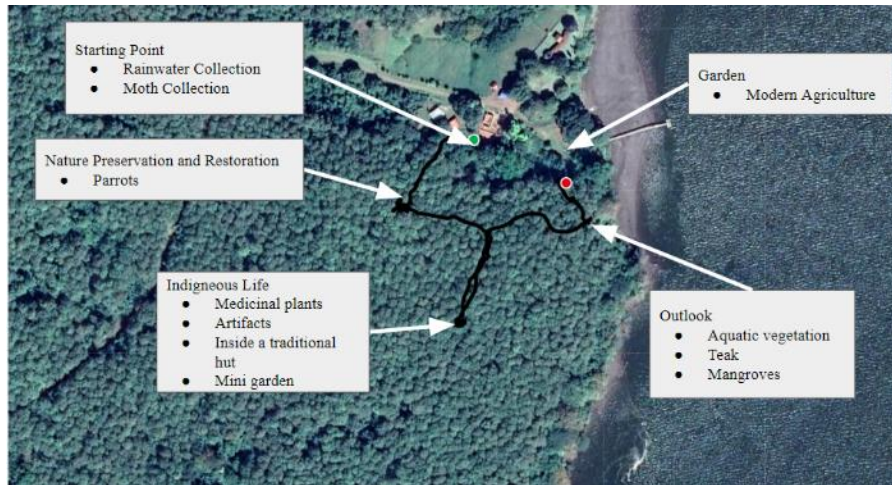 Starting Point
● Rainwater Collection
● Moth Collection
Garden
● Modern Agriculture
Nature Preservation and Restoration
● Parrots
Indigneous Life
● Medicinal plants
● Artifacts
● Inside a traditional
hut
● Mini garden
Outlook
● Aquatic vegetation
● Teak
● Mangroves